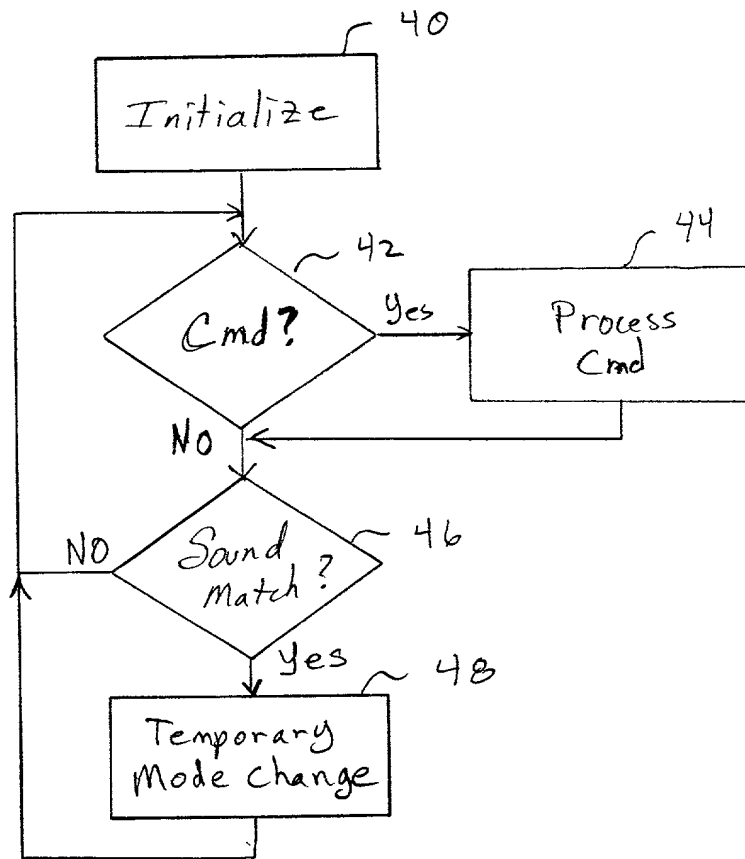 40
Initialize
42
Cmd?
Yes
44
Process
Cmd
NO
46
Sound
Match?
NO
Yes
48
Temporary
Mode Change